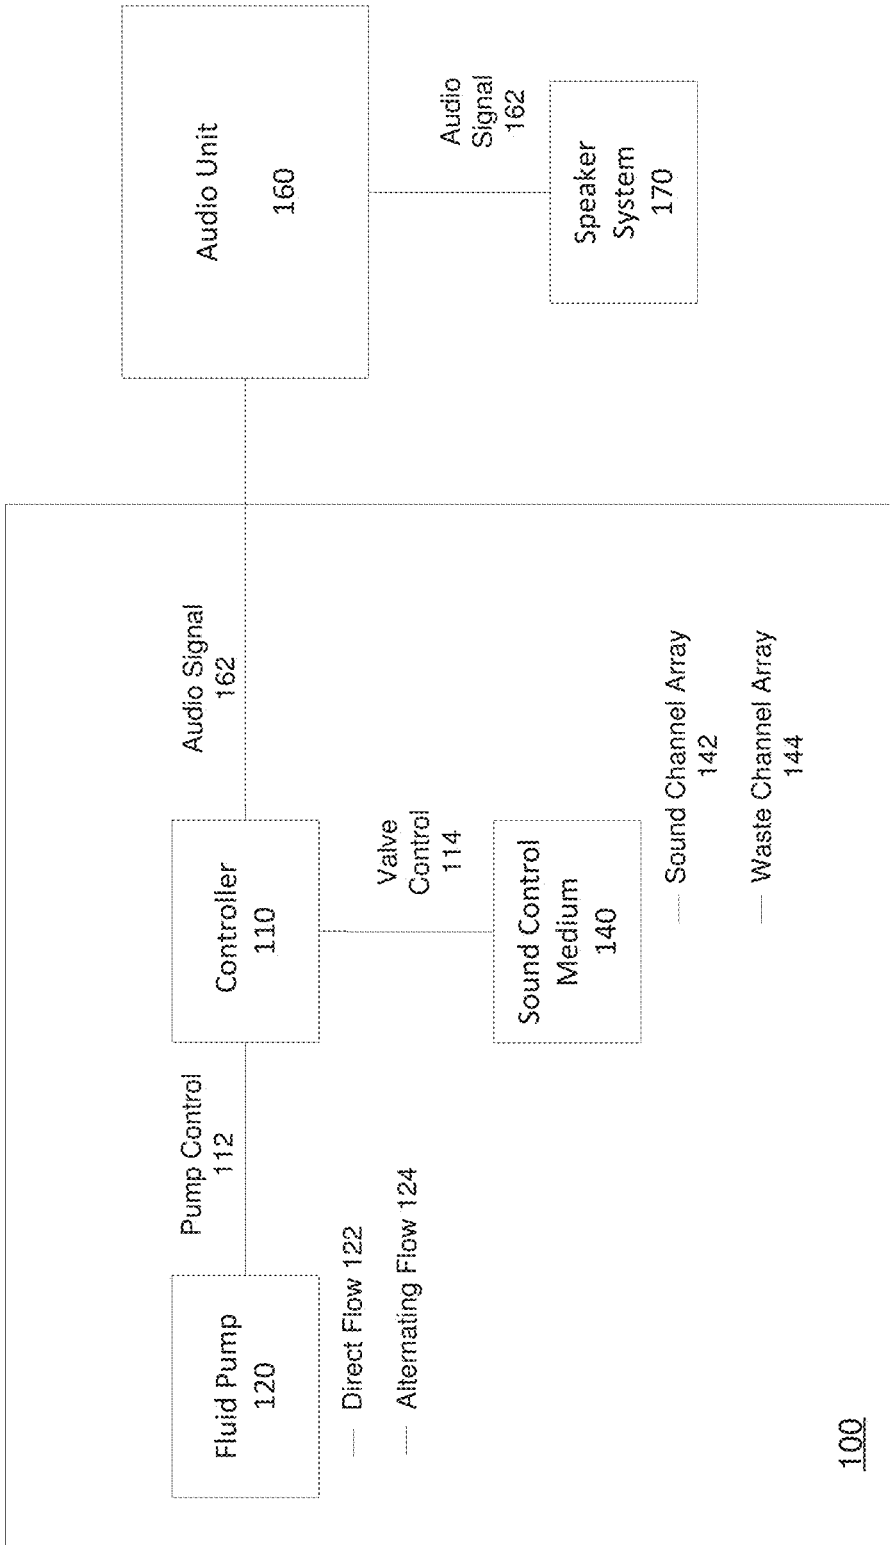 Fluid Pump
120
— Direct Flow 122
— Alternating Flow 124
Pump Control
112
Controller
110
Valve
Control
114
Sound Control
Medium
140
— Sound Channel Array
142
— Waste Channel Array
144
Audio Signal
162
Audio Unit
160
Audio
Signal
162
Speaker
System
170
100